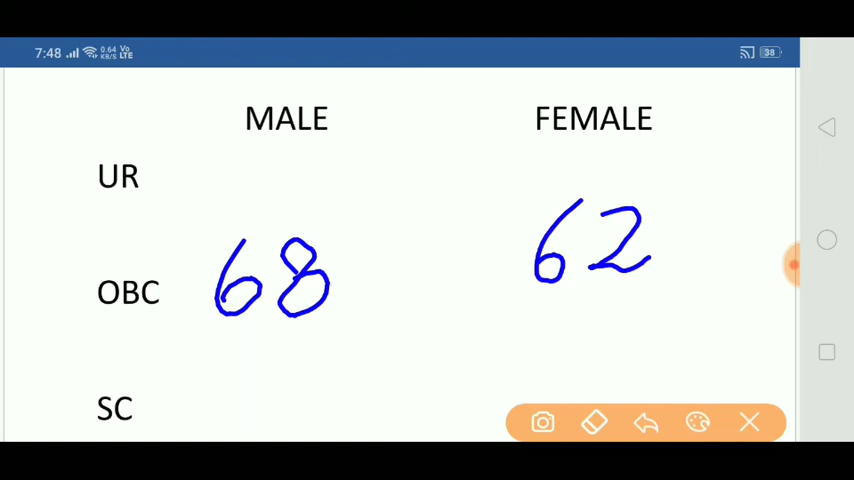 7:48 0.64 KB/S Vo LTE 38
MALE FEMALE
UR
68 62
OBC
SC